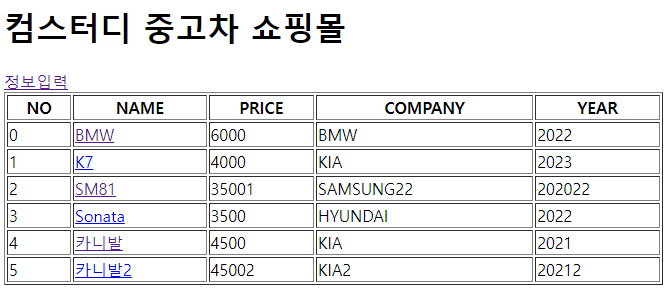 컴스터디 중고차 쇼핑몰
정보입력
NO NAME PRICE COMPANY YEAR
0 BMW 6000 BMW 2022
1 K7 4000 KIA 2023
2 SM81 35001 SAMSUNG22 202022
3 Sonata 3500 HYUNDAI 2022
4 카니발 4500 KIA 2021
5 카니발2 45002 KIA2 20212